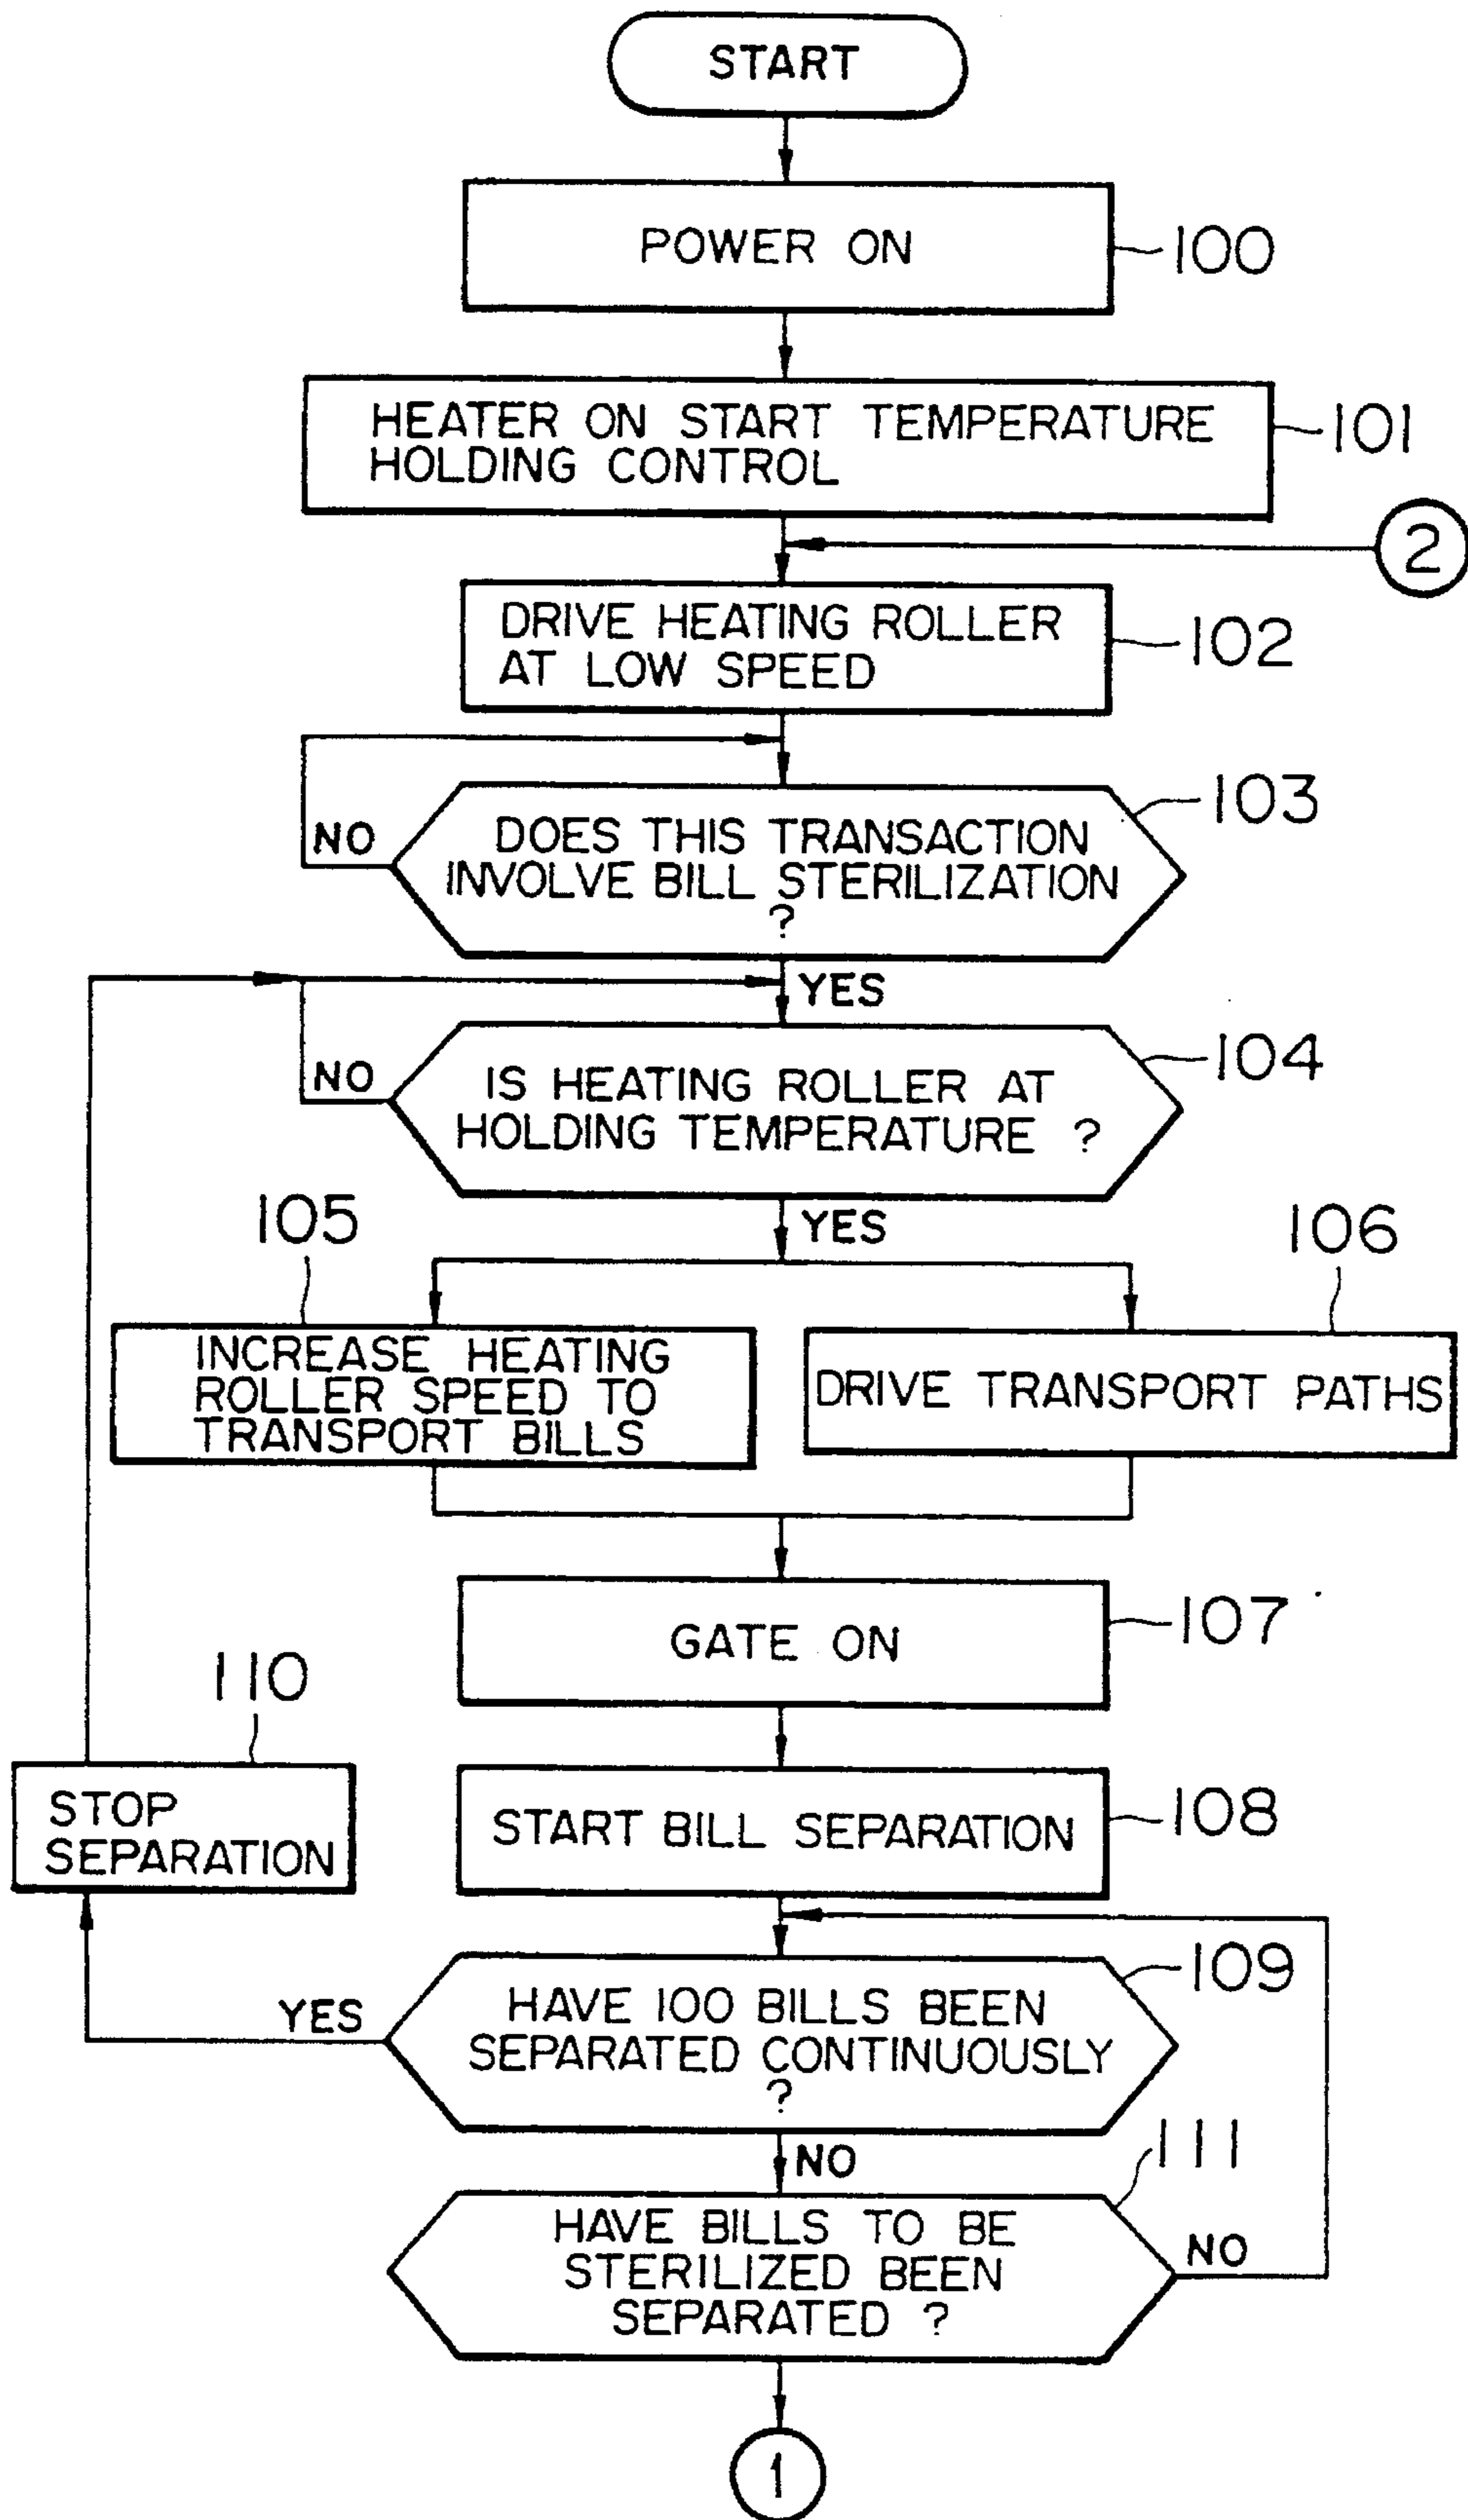 START
POWER ON
100
HEATER ON START TEMPERATURE
HOLDING CONTROL
101
2
DRIVE HEATING ROLLER
AT LOW SPEED
102
103
NO
DOES THIS TRANSACTION
INVOLVE BILL STERILIZATION
?
YES
104
NO
IS HEATING ROLLER AT
HOLDING TEMPERATURE ?
YES
105
106
INCREASE HEATING
ROLLER SPEED TO
TRANSPORT BILLS
DRIVE TRANSPORT PATHS
GATE ON
107
110
STOP
SEPARATION
START BILL SEPARATION
108
109
YES
HAVE 100 BILLS BEEN
SEPARATED CONTINUOUSLY
?
NO
111
HAVE BILLS TO BE
STERILIZED BEEN
SEPARATED ?
NO
1